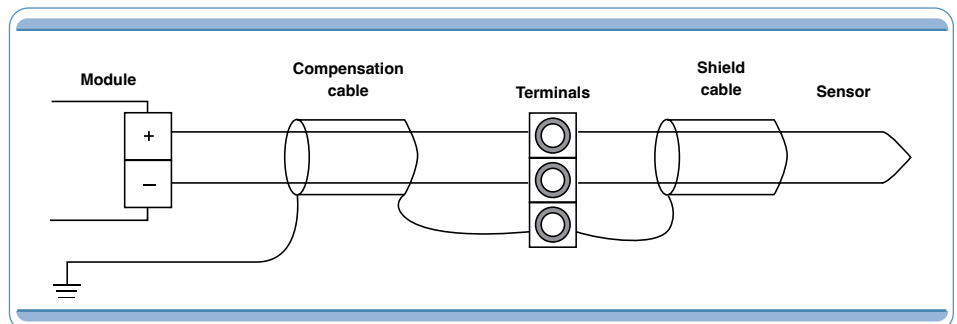 Module
Compensation
cable
Terminals
Shield
cable
Sensor
+
−